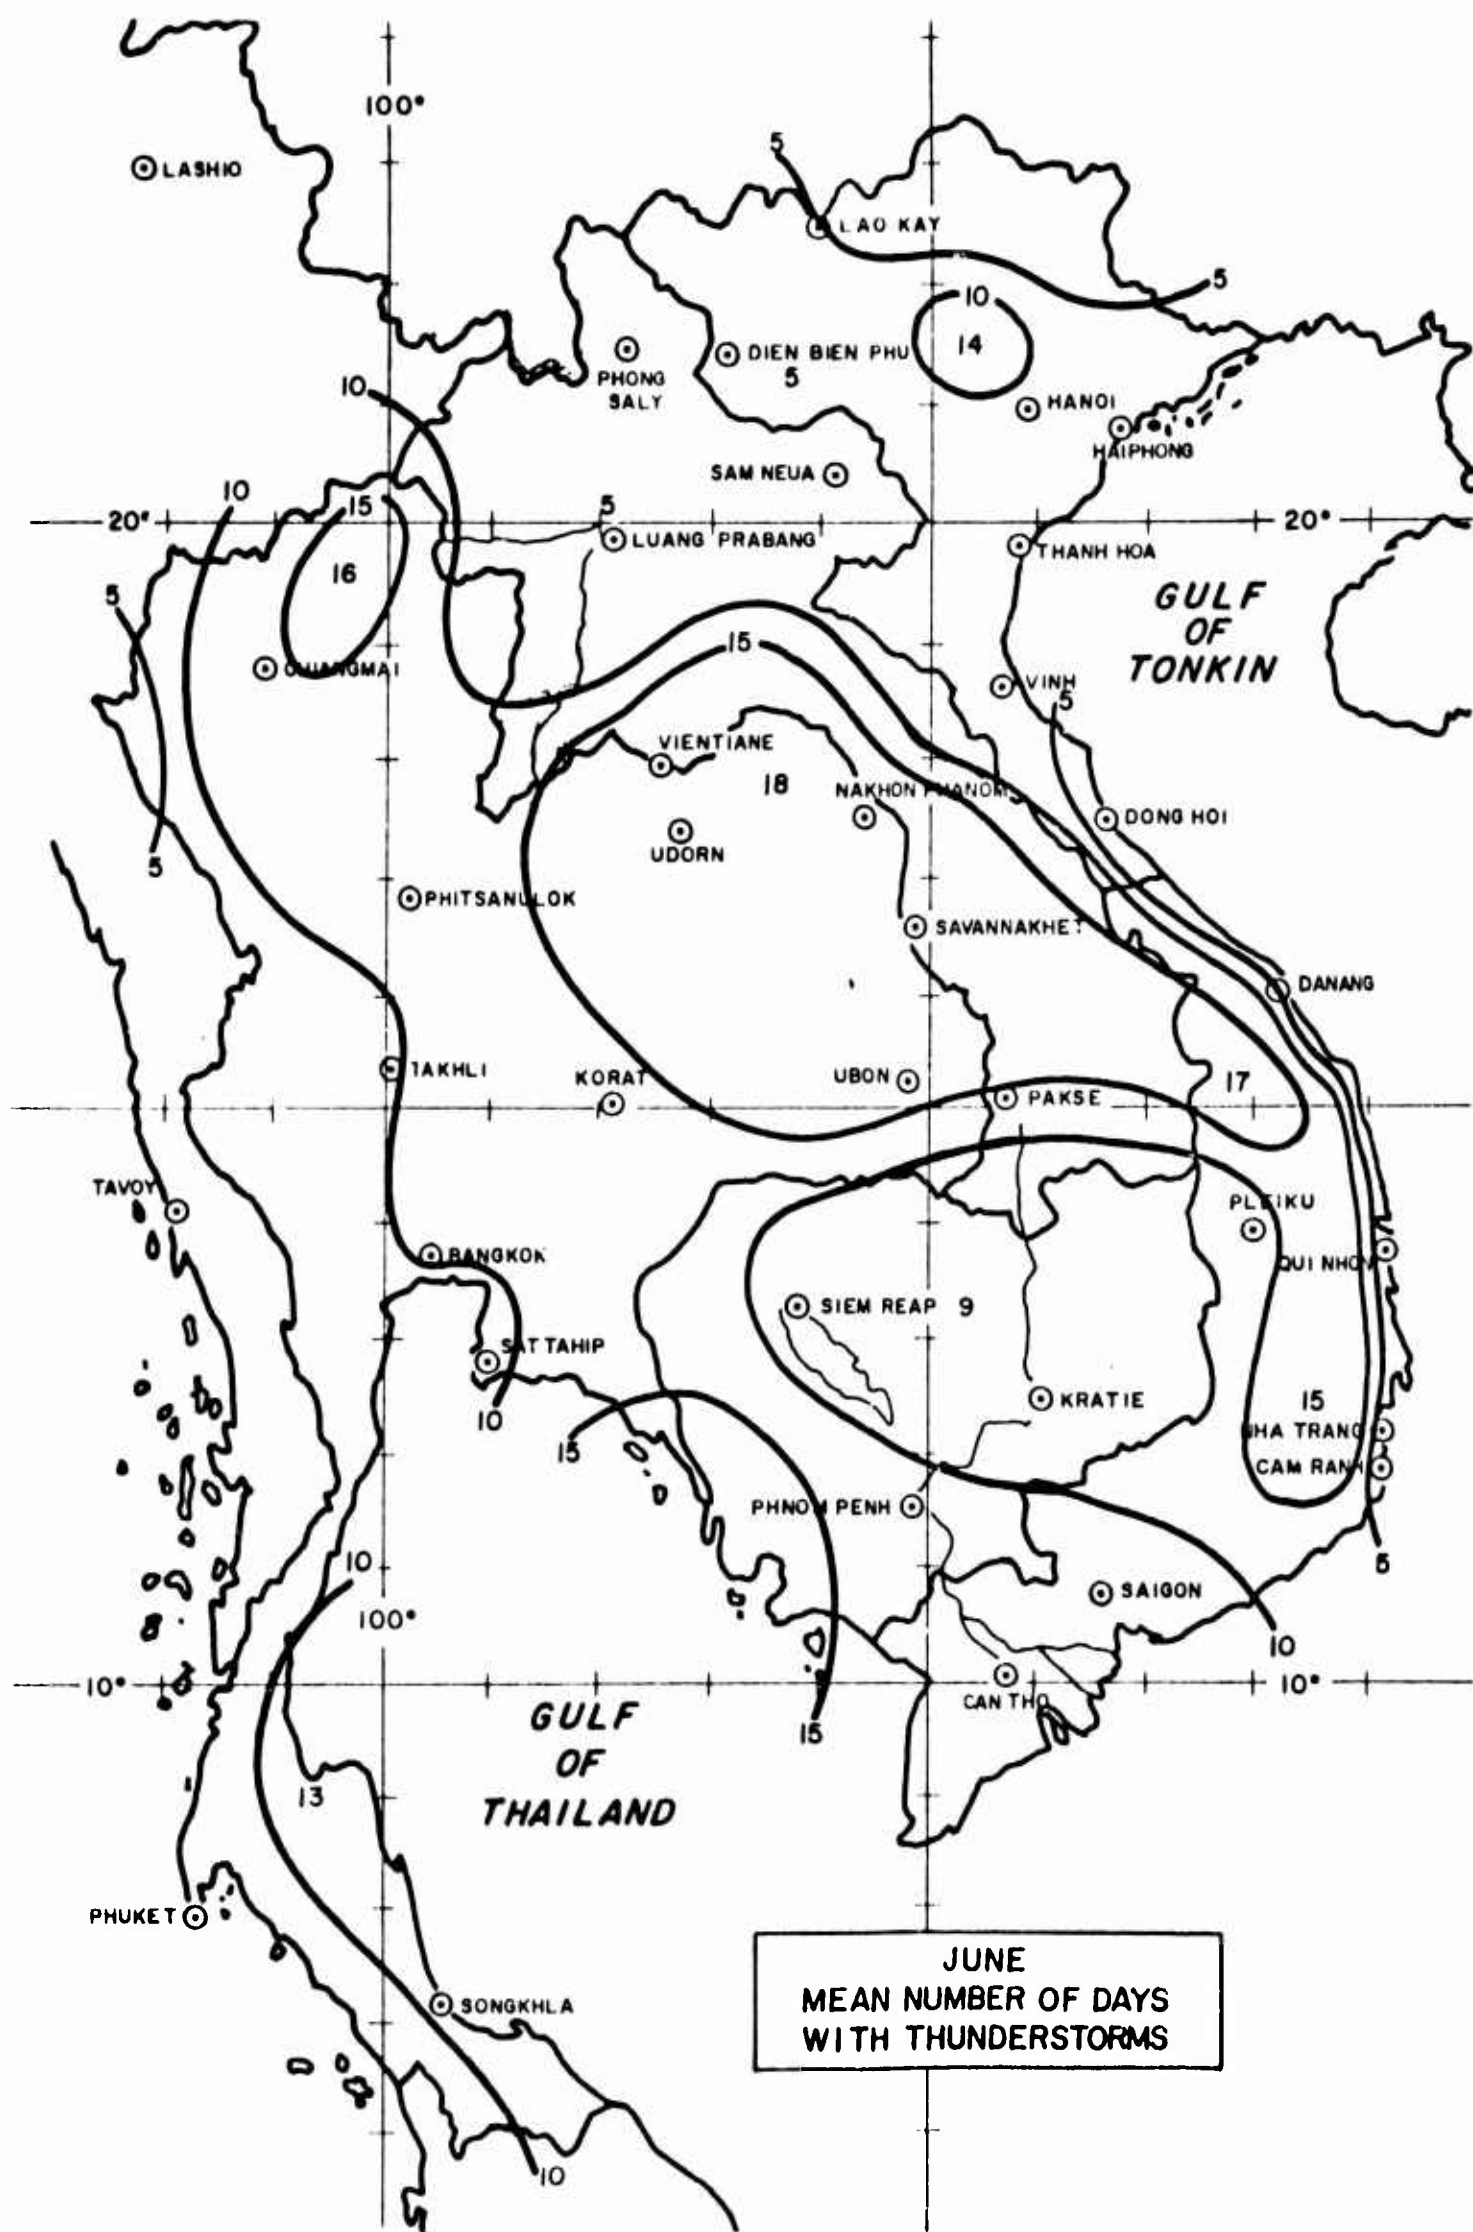 100°
LASHIO
5
LAO KAY
5
10
14
DIEN BIEN PHU
5
PHONG
SALY
10
HANOI
HAIPHONG
SAM NEUA
10
15
5
20°
20°
LUANG PRABANG
THANH HOA
16
GULF
OF
TONKIN
5
15
CHIANGMAI
VINH
5
VIENTIANE
18
NAKHON PHANOM
DONG HOI
UDORN
5
PHITSANULOK
SAVANNAKHET
DANANG
TAKHLI
KORAT
UBON
PAKSE
17
TAVOY
PLEIKU
BANGKOK
QUI NHON
SIEM REAP 9
SATTAHIP
KRATIE
15
10
15
NHA TRANG
CAM RANH
PHNOM PENH
10
5
SAIGON
100°
10
10°
10°
CAN THO
15
GULF
OF
THAILAND
13
PHUKET
SONGKHLA
10
JUNE
MEAN NUMBER OF DAYS
WITH THUNDERSTORMS